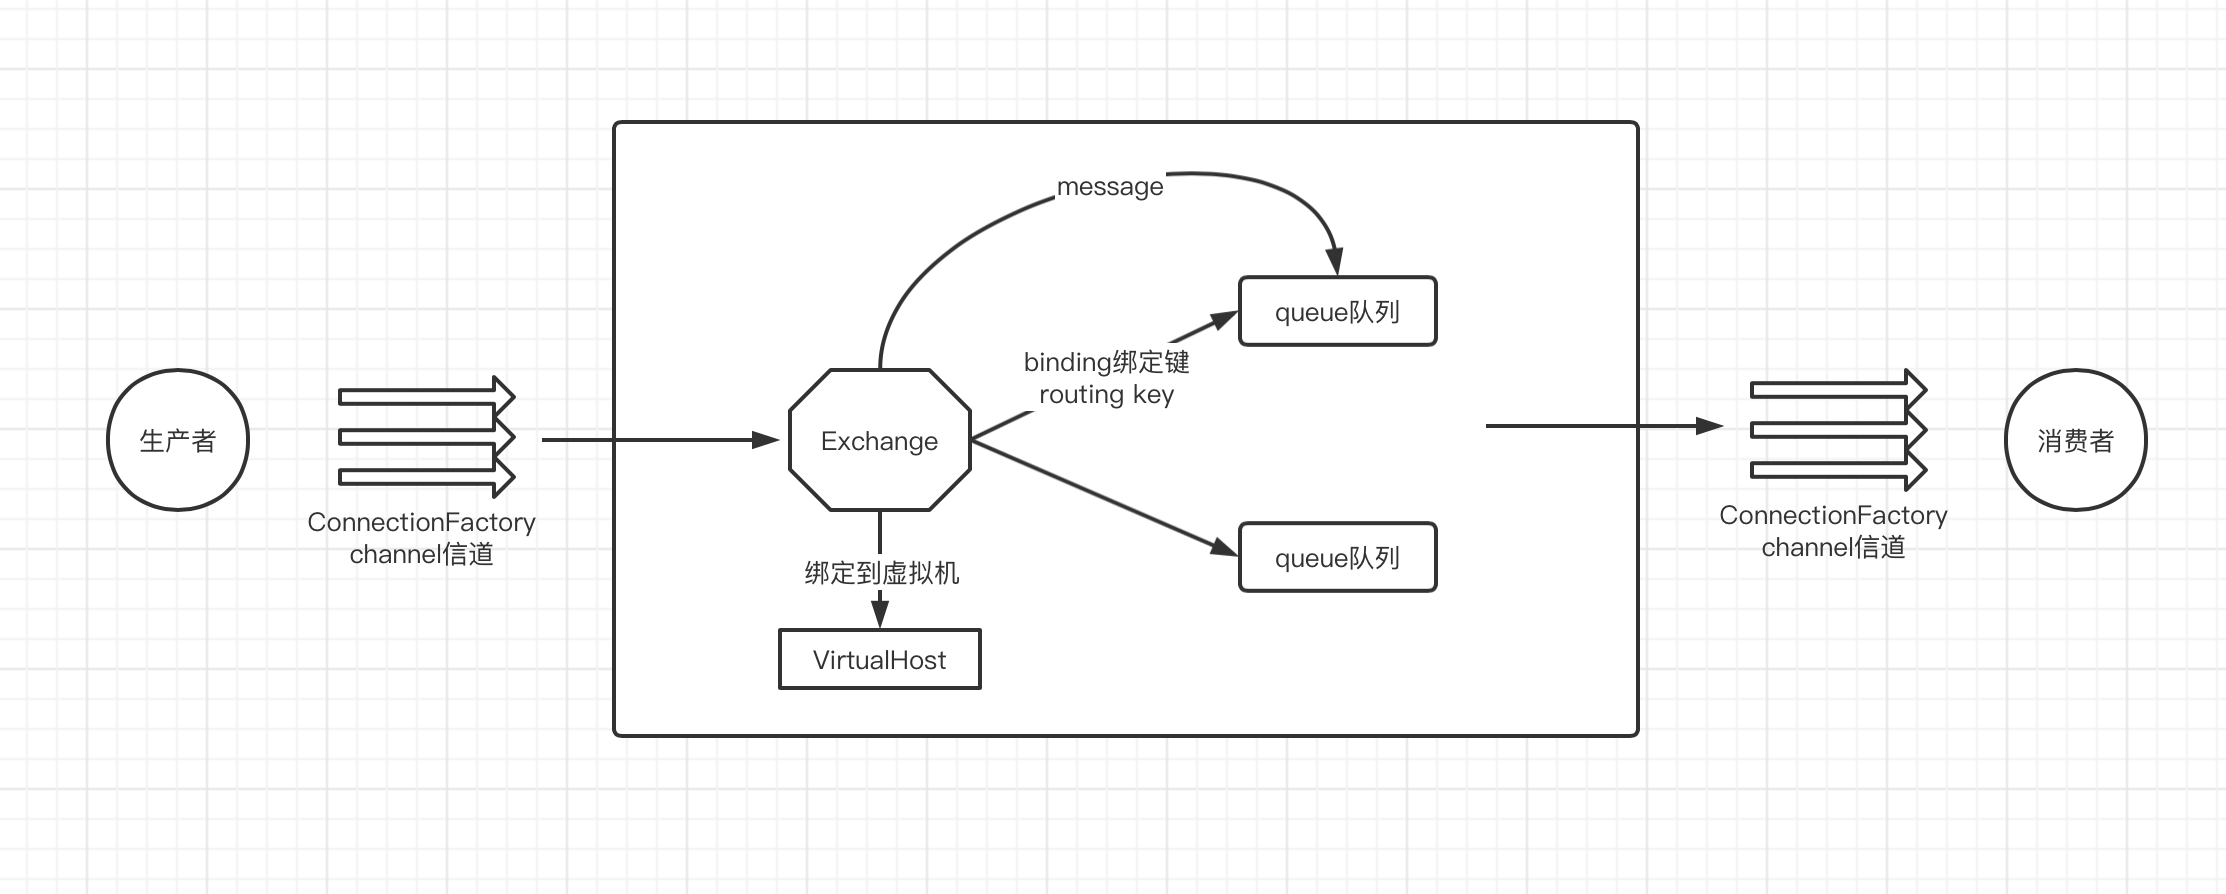 生产者
ConnectionFactory
channel信道
message
queue队列
binding绑定键
routing key
Exchange
绑定到虚拟机
VirtualHost
queue队列
ConnectionFactory
channel信道
消费者